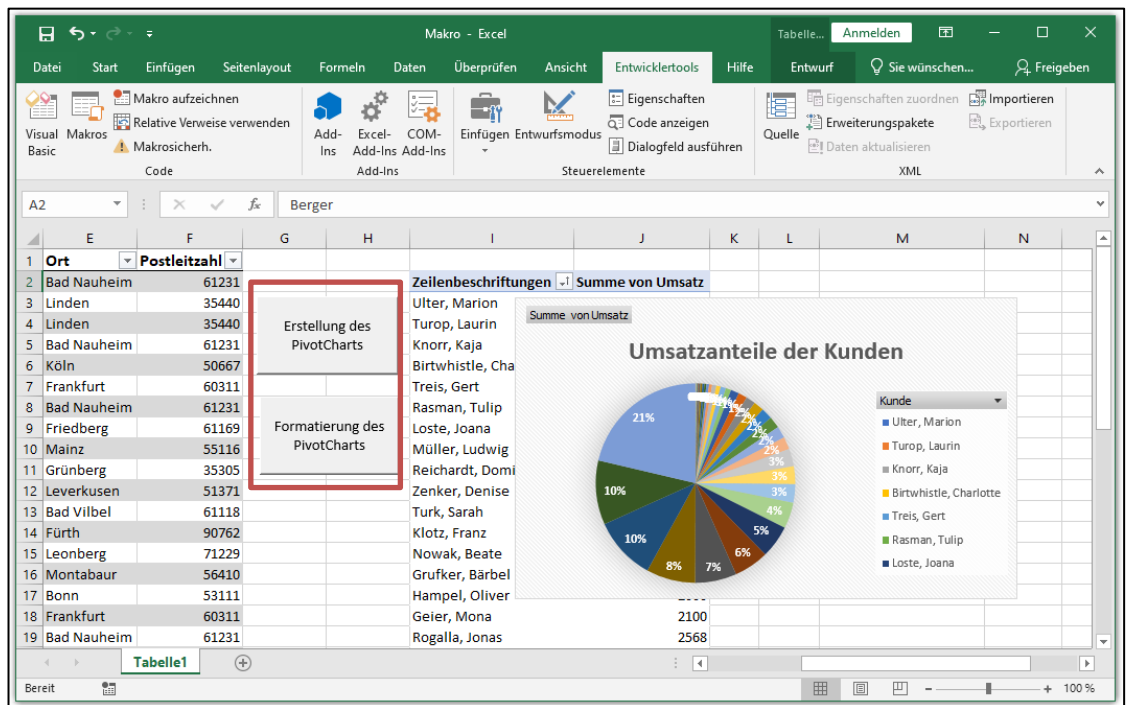 Makro - Excel
Tabelle... Anmelden
Datei Start Einfügen Seitenlayout Formeln Daten Überprüfen Ansicht Entwicklertools Hilfe Entwurf Sie wünschen... Freigeben
Visual Basic
Makros
Makro aufzeichnen
Relative Verweise verwenden
Makrosicherh.
Code
Add-Ins
Excel-Add-Ins
COM-Add-Ins
Add-Ins
Einfügen
Entwurfsmodus
Eigenschaften
Code anzeigen
Dialogfeld ausführen
Steuerelemente
Quelle
Eigenschaften zuordnen
Erweiterungspakete
Daten aktualisieren
Importieren
Exportieren
XML
A2 fx Berger
E F G H I J K L M N
1 Ort Postleitzahl
2 Bad Nauheim 61231 Zeilenbeschriftungen Summe von Umsatz
3 Linden 35440 Ulter, Marion
4 Linden 35440 Turop, Laurin
5 Bad Nauheim 61231 Knorr, Kaja
6 Köln 50667 Birtwhistle, Cha
7 Frankfurt 60311 Treis, Gert
8 Bad Nauheim 61231 Rasman, Tulip
9 Friedberg 61169 Loste, Joana
10 Mainz 55116 Müller, Ludwig
11 Grünberg 35305 Reichardt, Domi
12 Leverkusen 51371 Zenker, Denise
13 Bad Vilbel 61118 Turk, Sarah
14 Fürth 90762 Klotz, Franz
15 Leonberg 71229 Nowak, Beate
16 Montabaur 56410 Grufker, Bärbel
17 Bonn 53111 Hampel, Oliver
18 Frankfurt 60311 Geier, Mona 2100
19 Bad Nauheim 61231 Rogalla, Jonas 2568
Erstellung des
PivotCharts
Formatierung des
PivotCharts
Summe von Umsatz
Umsatzanteile der Kunden
21%
10%
10%
8%
7%
6%
5%
4%
3%
3%
3%
2%
2%
2%
2%
Kunde
Ulter, Marion
Turop, Laurin
Knorr, Kaja
Birtwhistle, Charlotte
Treis, Gert
Rasman, Tulip
Loste, Joana
Tabelle1
Bereit 100 %